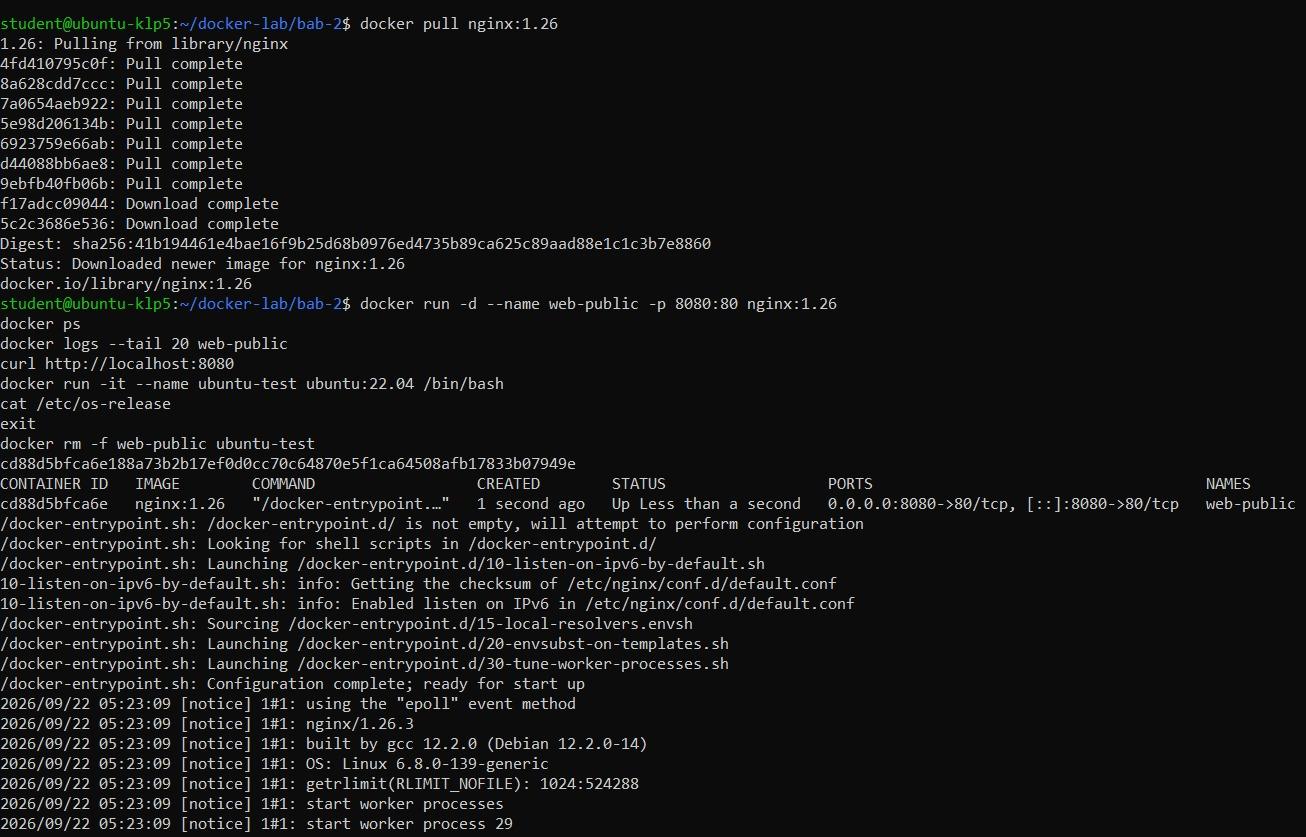 student@ubuntu-klp5:~/docker-lab/bab-2$ docker pull nginx:1.26
1.26: Pulling from library/nginx
4fd410795c0f: Pull complete
8a628cdd7ccc: Pull complete
7a0654aeb922: Pull complete
5e98d206134b: Pull complete
6923759e66ab: Pull complete
d44088bb6ae8: Pull complete
9ebfb40fb06b: Pull complete
f17adcc09044: Download complete
5c2c3686e536: Download complete
Digest: sha256:41b194461e4bae16f9b25d68b0976ed4735b89ca625c89aad88e1c1c3b7e8860
Status: Downloaded newer image for nginx:1.26
docker.io/library/nginx:1.26
student@ubuntu-klp5:~/docker-lab/bab-2$ docker run -d --name web-public -p 8080:80 nginx:1.26
docker ps
docker logs --tail 20 web-public
curl http://localhost:8080
docker run -it --name ubuntu-test ubuntu:22.04 /bin/bash
cat /etc/os-release
exit
docker rm -f web-public ubuntu-test
cd88d5bfca6e188a73b2b17ef0d0cc70c64870e5f1ca64508afb17833b07949e
CONTAINER ID   IMAGE        COMMAND                  CREATED        STATUS                  PORTS                                     NAMES
cd88d5bfca6e   nginx:1.26   "/docker-entrypoint.…"   1 second ago   Up Less than a second   0.0.0.0:8080->80/tcp, [::]:8080->80/tcp   web-public
/docker-entrypoint.sh: /docker-entrypoint.d/ is not empty, will attempt to perform configuration
/docker-entrypoint.sh: Looking for shell scripts in /docker-entrypoint.d/
/docker-entrypoint.sh: Launching /docker-entrypoint.d/10-listen-on-ipv6-by-default.sh
10-listen-on-ipv6-by-default.sh: info: Getting the checksum of /etc/nginx/conf.d/default.conf
10-listen-on-ipv6-by-default.sh: info: Enabled listen on IPv6 in /etc/nginx/conf.d/default.conf
/docker-entrypoint.sh: Sourcing /docker-entrypoint.d/15-local-resolvers.envsh
/docker-entrypoint.sh: Launching /docker-entrypoint.d/20-envsubst-on-templates.sh
/docker-entrypoint.sh: Launching /docker-entrypoint.d/30-tune-worker-processes.sh
/docker-entrypoint.sh: Configuration complete; ready for start up
2026/09/22 05:23:09 [notice] 1#1: using the "epoll" event method
2026/09/22 05:23:09 [notice] 1#1: nginx/1.26.3
2026/09/22 05:23:09 [notice] 1#1: built by gcc 12.2.0 (Debian 12.2.0-14)
2026/09/22 05:23:09 [notice] 1#1: OS: Linux 6.8.0-139-generic
2026/09/22 05:23:09 [notice] 1#1: getrlimit(RLIMIT_NOFILE): 1024:524288
2026/09/22 05:23:09 [notice] 1#1: start worker processes
2026/09/22 05:23:09 [notice] 1#1: start worker process 29